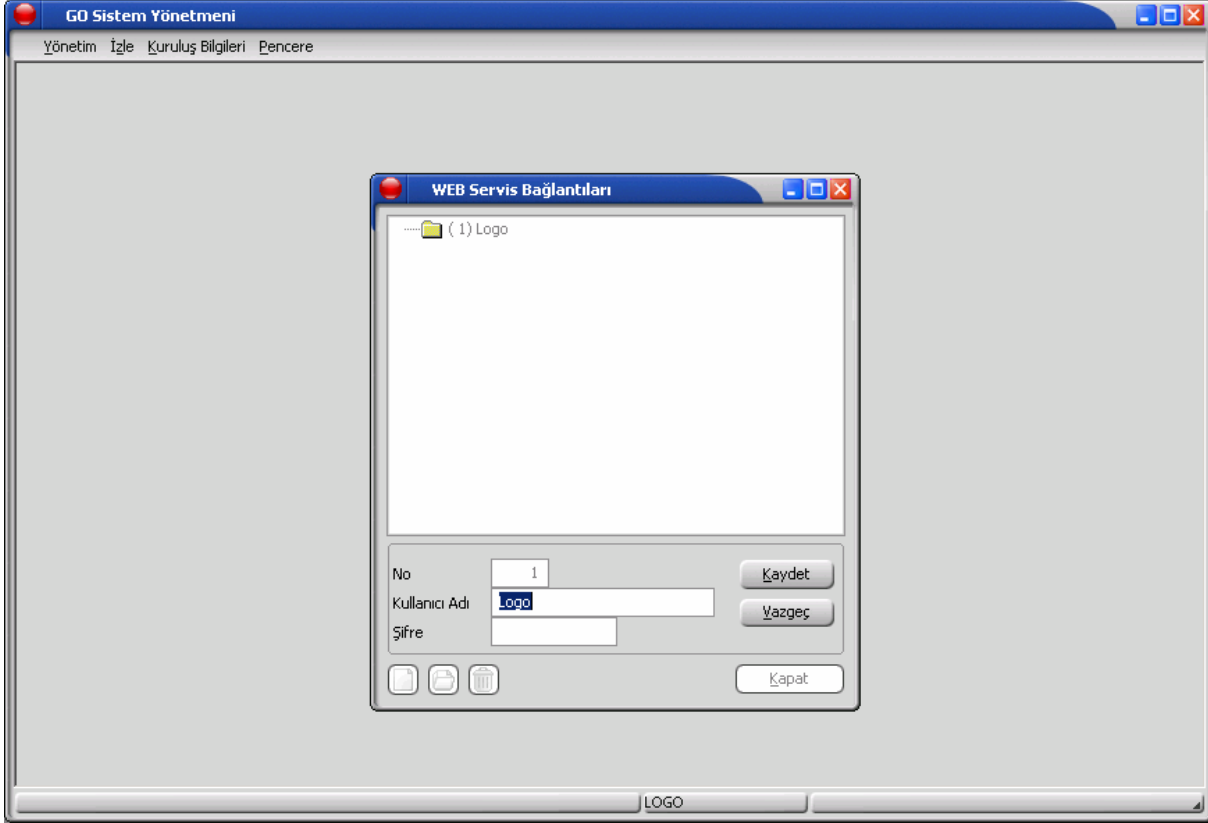 GO Sistem Yönetmeni
Yönetim İzle Kuruluş Bilgileri Pencere
WEB Servis Bağlantıları
( 1) Logo
No 1 Kaydet
Kullanıcı Adı Logo
Vazgeç
Şifre
Kapat
LOGO